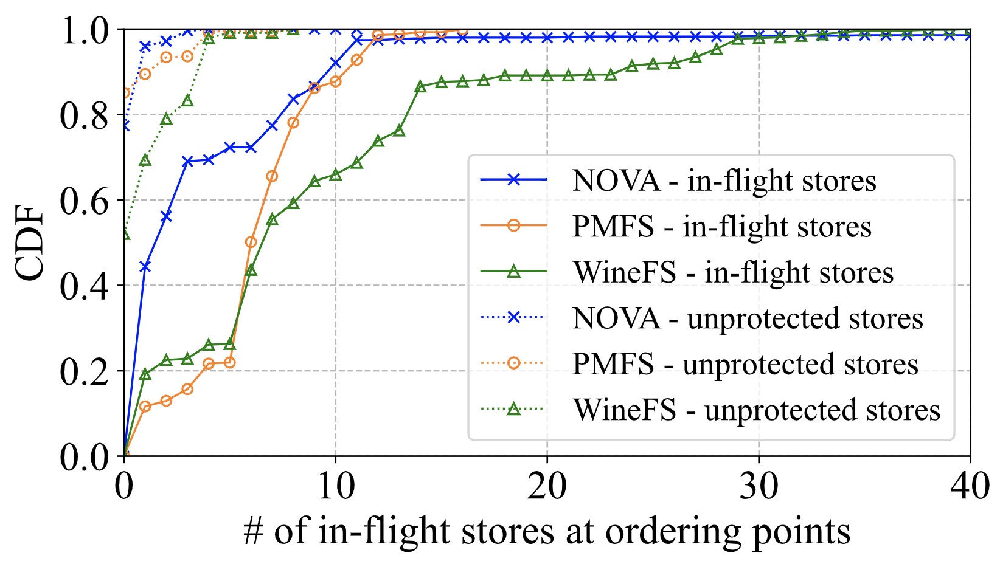 1.0
0.8
0.6
0.4
0.2
0.0
CDF
0 10 20 30 40
# of in-flight stores at ordering points
NOVA - in-flight stores
PMFS - in-flight stores
WineFS - in-flight stores
NOVA - unprotected stores
PMFS - unprotected stores
WineFS - unprotected stores